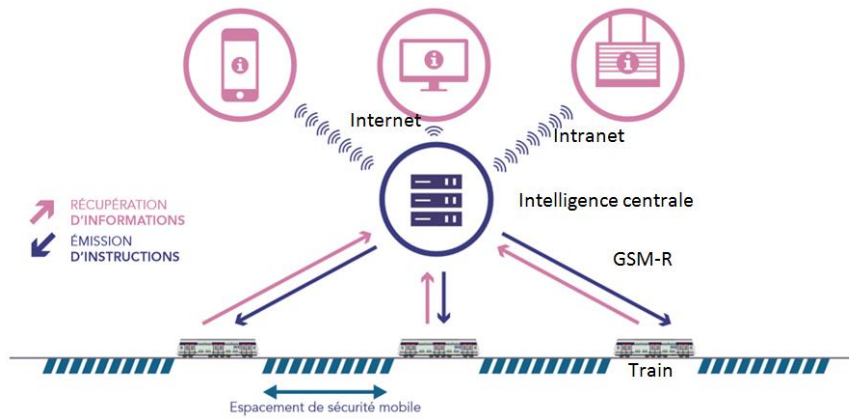 Internet
Intranet
Intelligence centrale
RÉCUPÉRATION
D'INFORMATIONS
ÉMISSION
D'INSTRUCTIONS
GSM-R
Train
Espacement de sécurité mobile